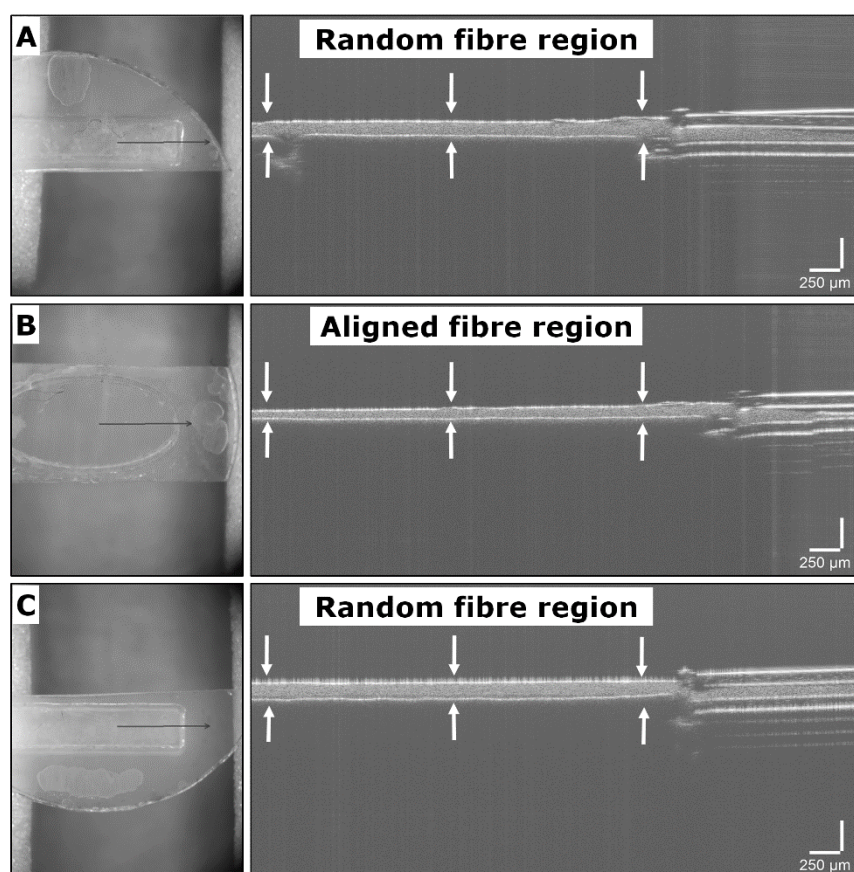 A
Random fibre region
250 µm
B
Aligned fibre region
250 µm
C
Random fibre region
250 µm